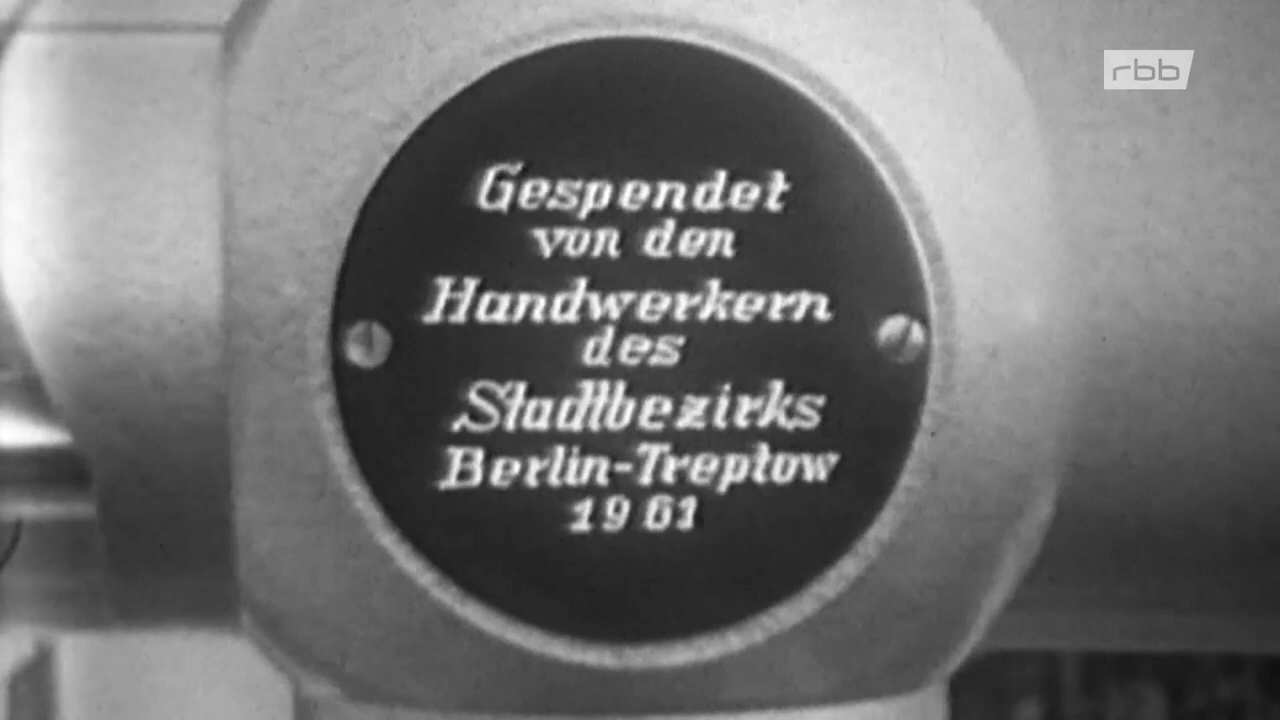 rbb
Gespendet
von den
Handwerkern
des
Stadtbezirks
Berlin-Treptow
1961